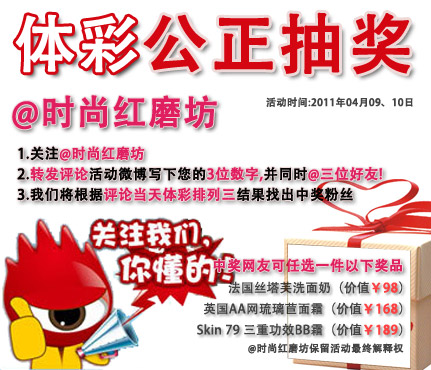 体彩公正抽奖
活动时间:2011年04月09、10日
@时尚红磨坊
1.关注@时尚红磨坊
2.转发评论活动微博写下您的3位数字,并同时@三位好友!
3.我们将根据评论当天体彩排列三结果找出中奖粉丝
关注我们,
你懂的!
中奖网友可任选一件以下奖品
法国丝塔芙洗面奶（价值￥98）
英国AA网琉璃苣面霜（价值￥168）
Skin 79 三重功效BB霜（价值￥189）
@时尚红磨坊保留活动最终解释权